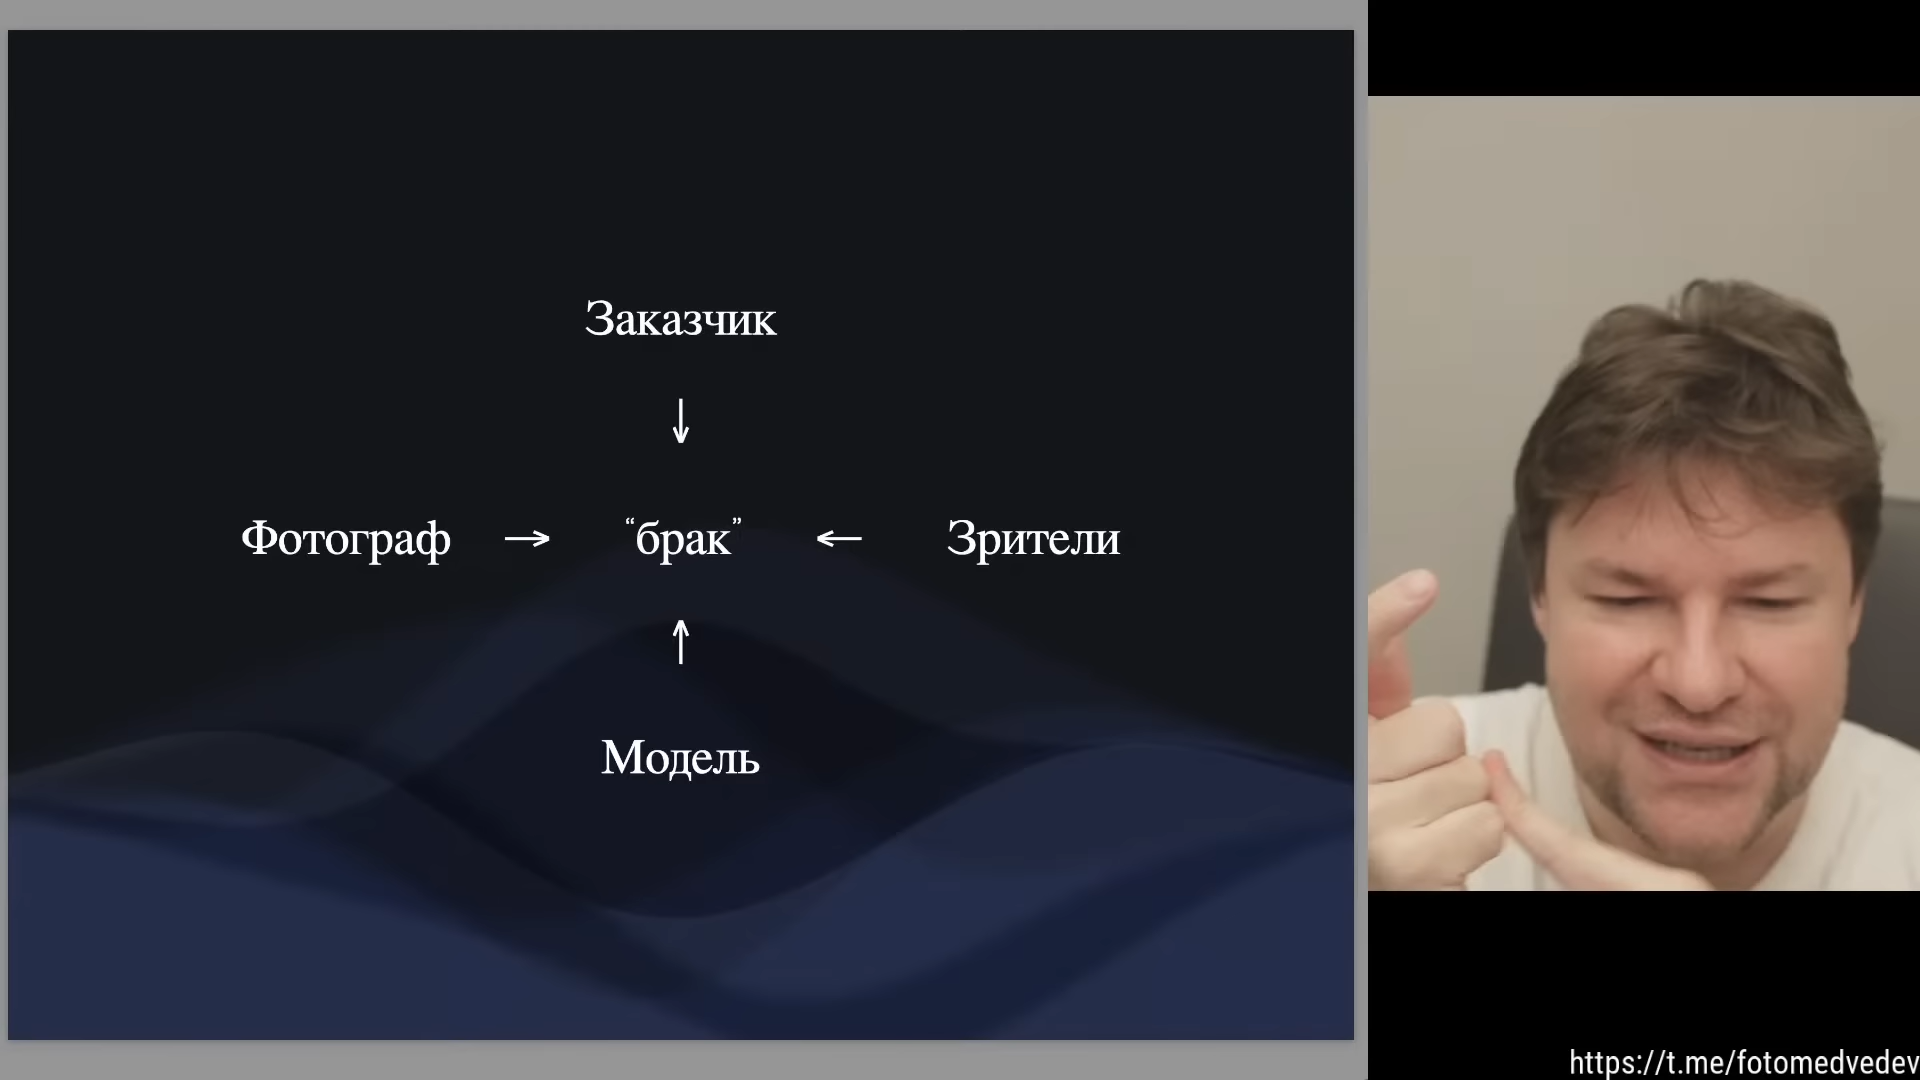 Заказчик
↓
Фотограф → “брак” ← Зрители
↑
Модель
https://t.me/fotomedvedev